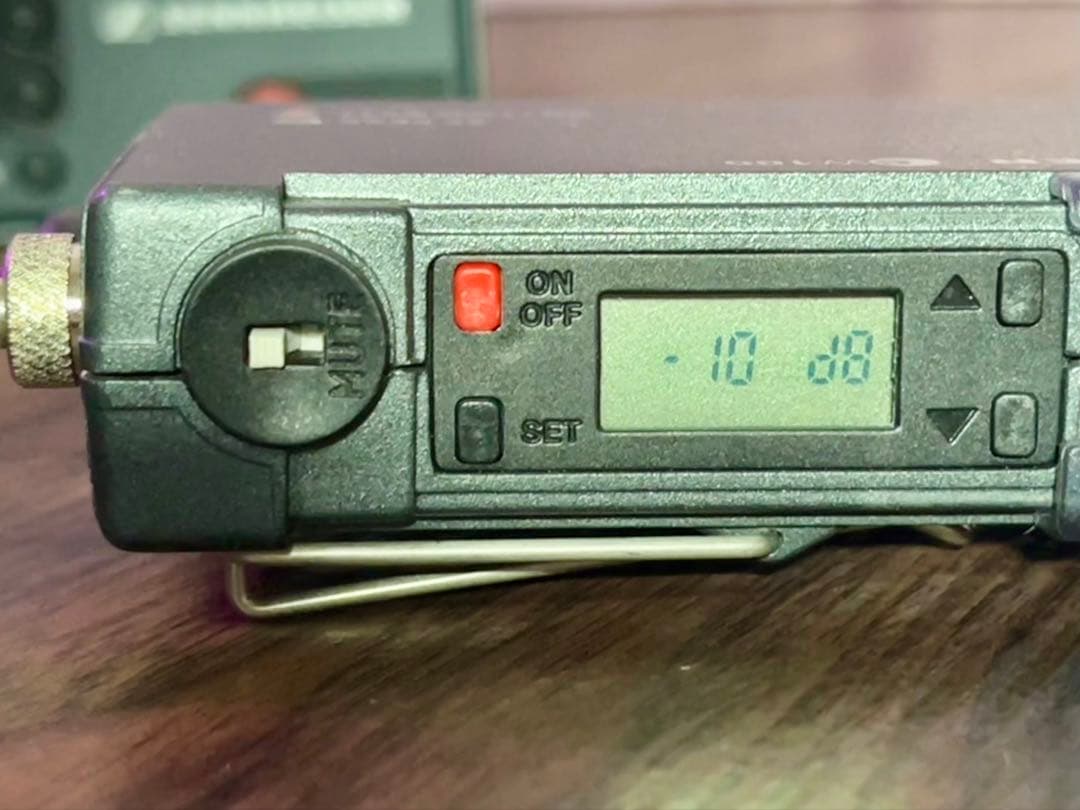 MUTE
ON
OFF
- 10 dB
SET